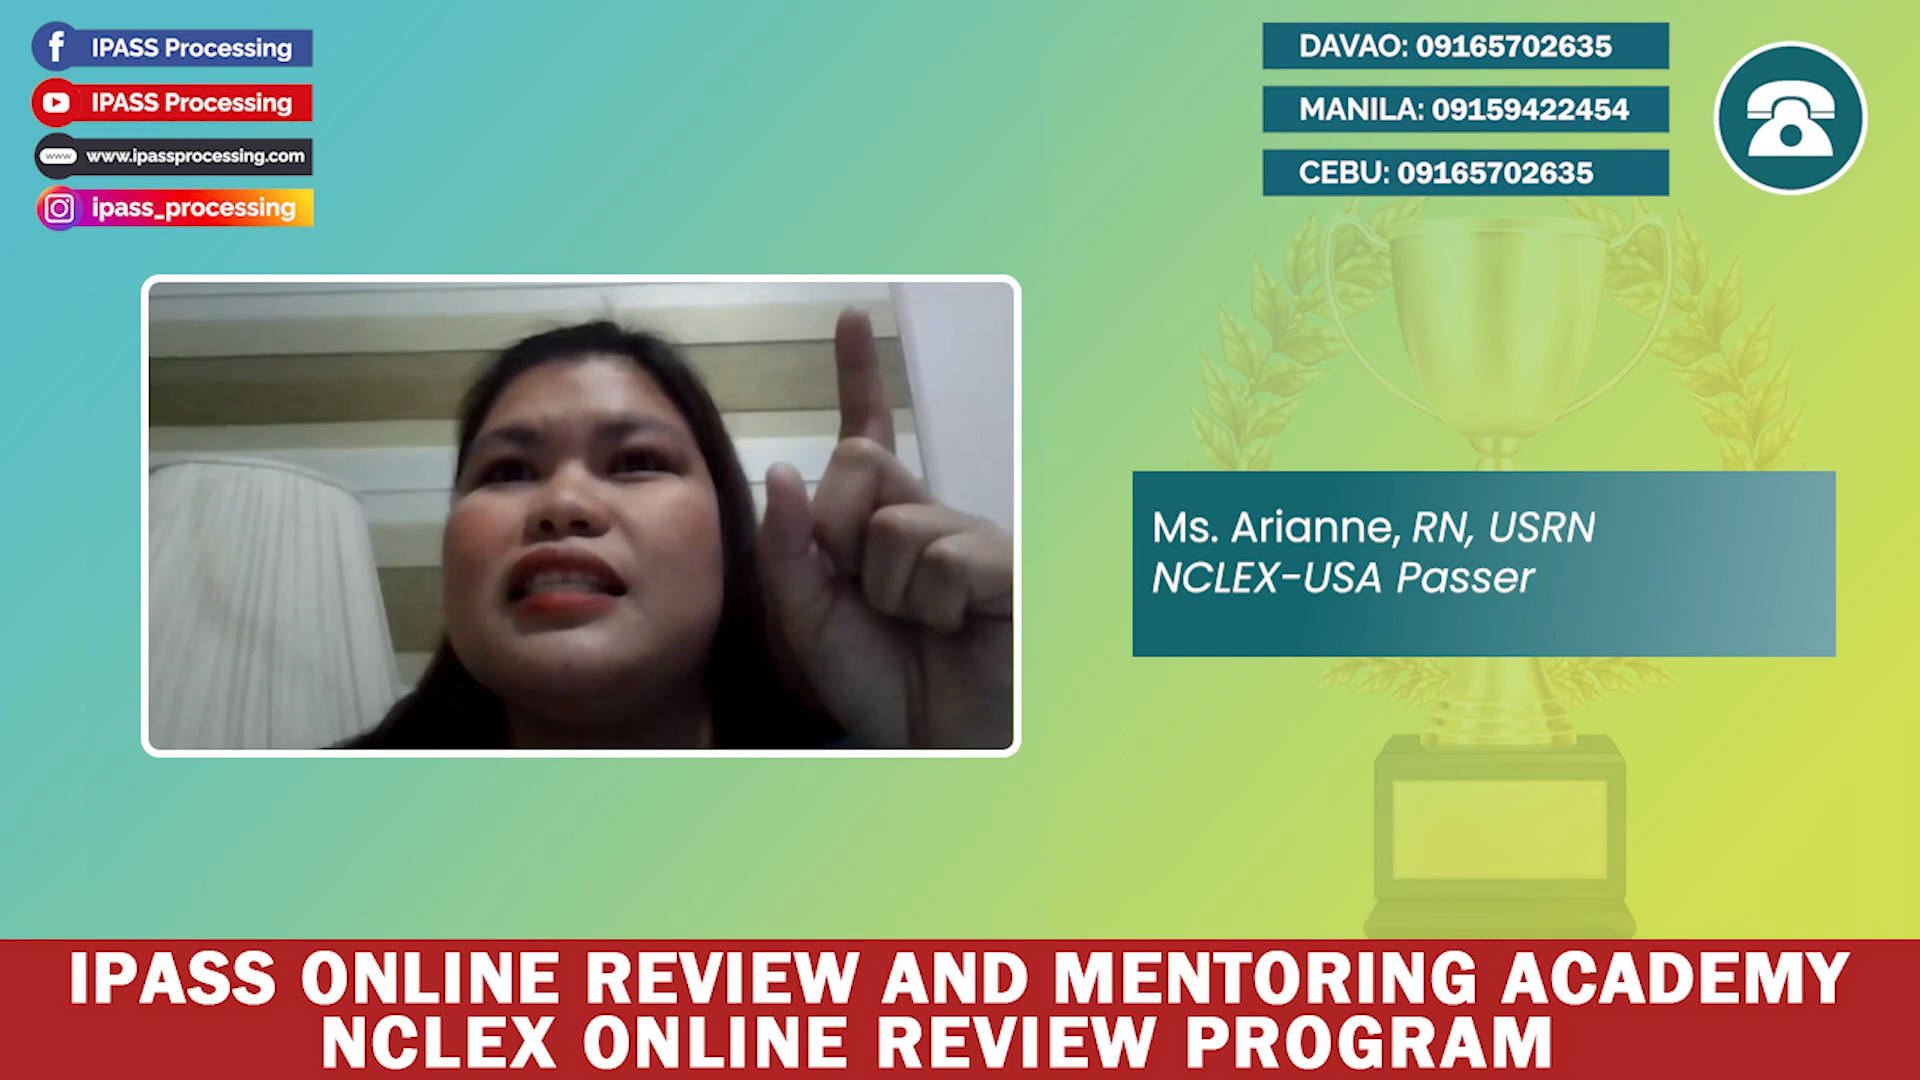 IPASS Processing
IPASS Processing
www
www.ipassprocessing.com
ipass_processing
DAVAO: 09165702635
MANILA: 09159422454
CEBU: 09165702635
Ms. Arianne, RN, USRN
NCLEX-USA Passer
IPASS ONLINE REVIEW AND MENTORING ACADEMY
NCLEX ONLINE REVIEW PROGRAM